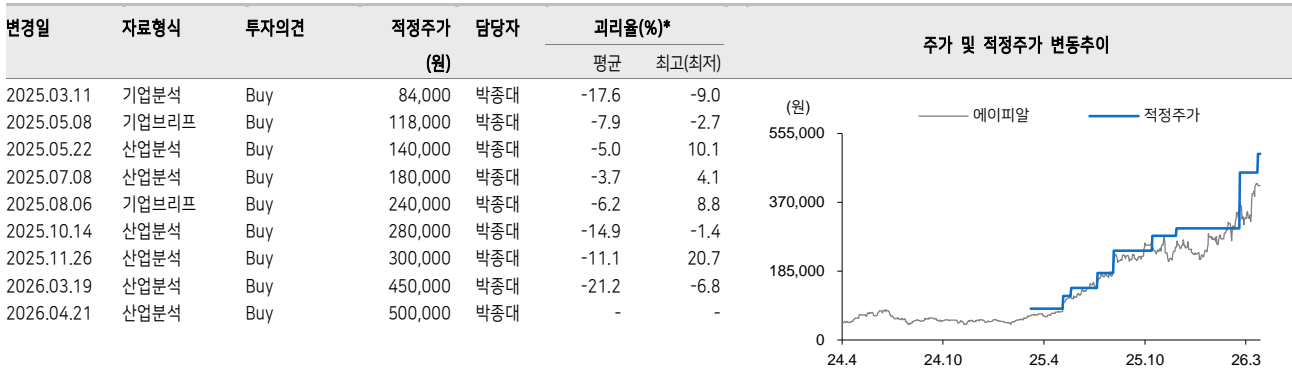 변경일 자료형식 투자의견 적정주가 담당자 괴리율(%)* 주가 및 적정주가 변동추이
(원) 평균 최고(최저)
2025.03.11 기업분석 Buy 84,000 박종대 -17.6 -9.0
2025.05.08 기업브리프 Buy 118,000 박종대 -7.9 -2.7
2025.05.22 산업분석 Buy 140,000 박종대 -5.0 10.1
2025.07.08 산업분석 Buy 180,000 박종대 -3.7 4.1
2025.08.06 기업브리프 Buy 240,000 박종대 -6.2 8.8
2025.10.14 산업분석 Buy 280,000 박종대 -14.9 -1.4
2025.11.26 산업분석 Buy 300,000 박종대 -11.1 20.7
2026.03.19 산업분석 Buy 450,000 박종대 -21.2 -6.8
2026.04.21 산업분석 Buy 500,000 박종대 - -
(원) 에이피알 적정주가
555,000
370,000
185,000
0
24.4 24.10 25.4 25.10 26.3